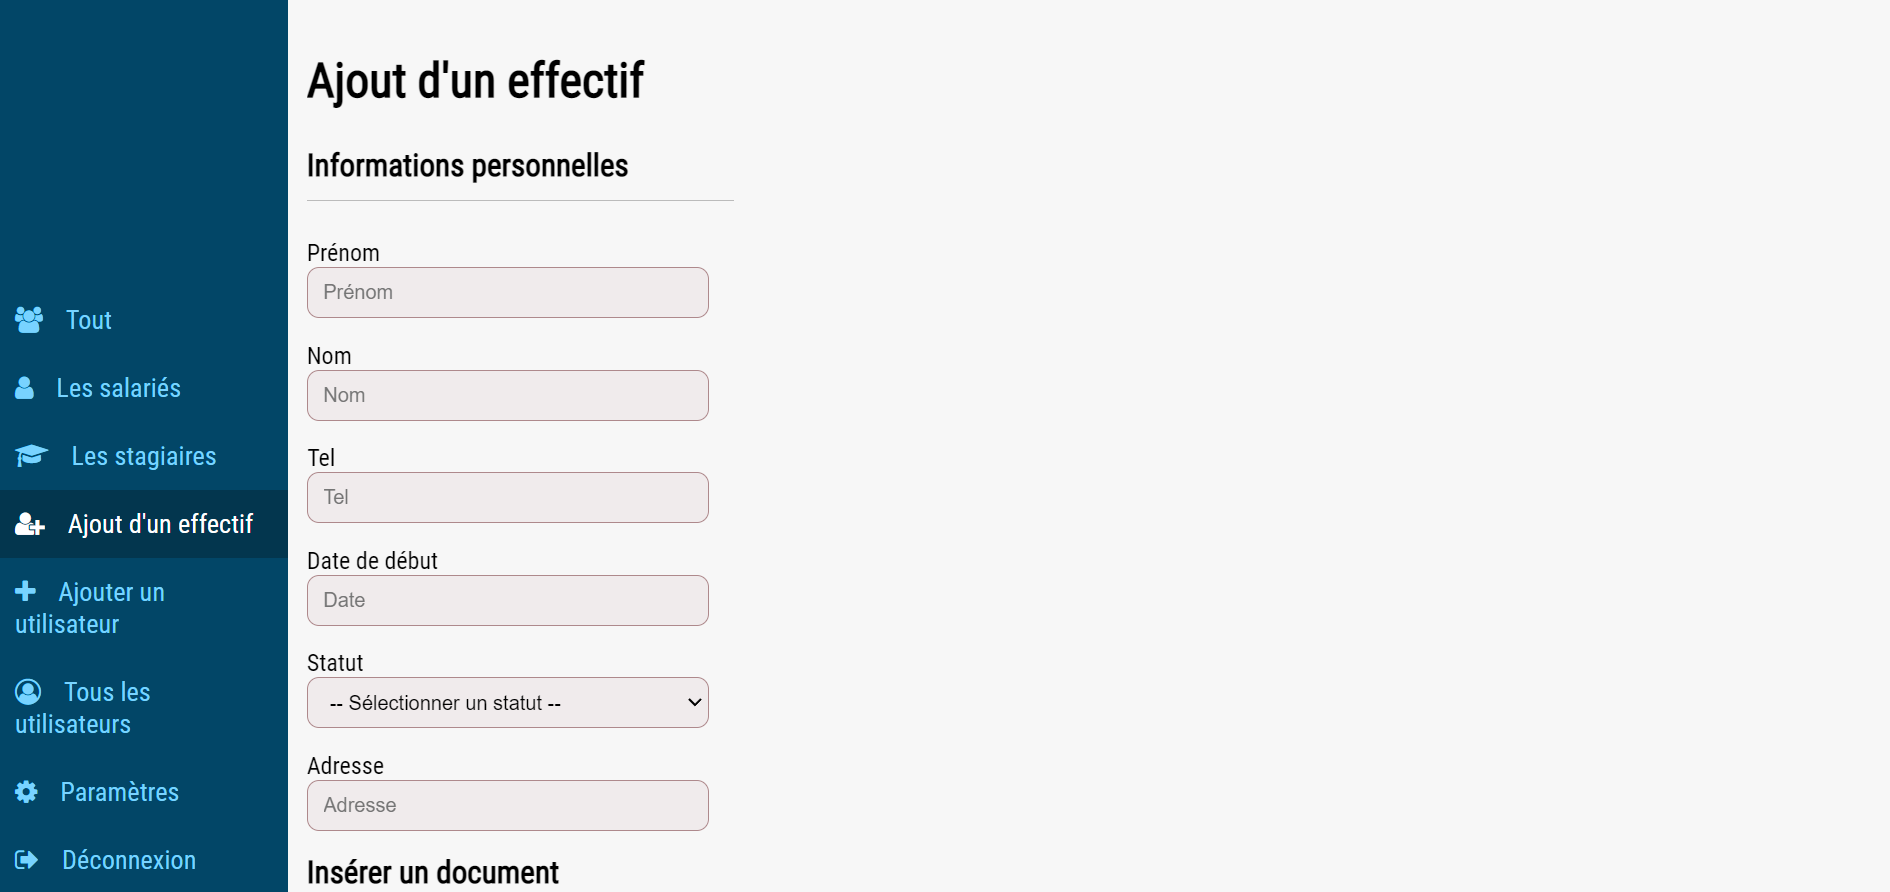 Tout
Les salariés
Les stagiaires
Ajout d'un effectif
Ajouter un
utilisateur
Tous les
utilisateurs
Paramètres
Déconnexion
Ajout d'un effectif
Informations personnelles
Prénom
Prénom
Nom
Nom
Tel
Tel
Date de début
Date
Statut
-- Sélectionner un statut --
Adresse
Adresse
Insérer un document